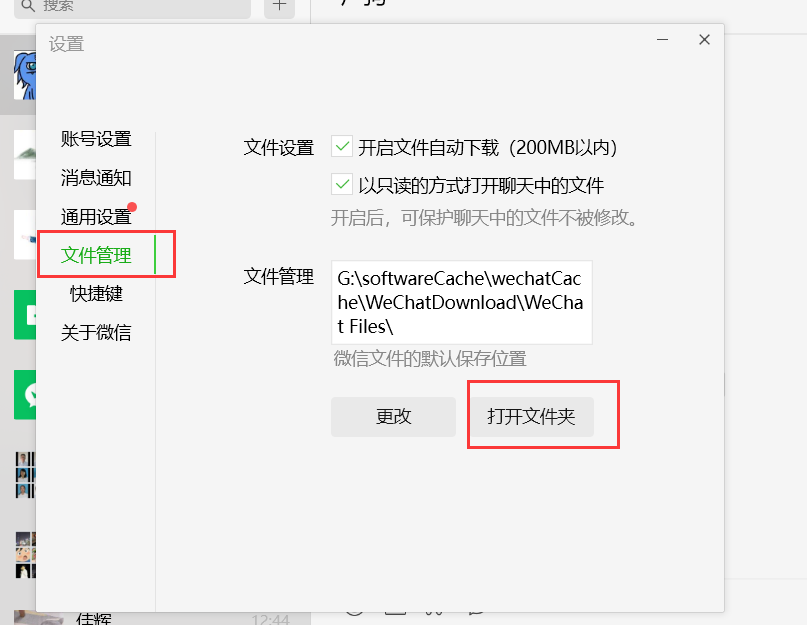 搜索
设置
账号设置
消息通知
通用设置
文件管理
快捷键
关于微信
文件设置
开启文件自动下载（200MB以内）
以只读的方式打开聊天中的文件
开启后，可保护聊天中的文件不被修改。
文件管理
G:\softwareCache\wechatCac
he\WeChatDownload\WeCha
t Files\
微信文件的默认保存位置
更改
打开文件夹
佳辉
12:44